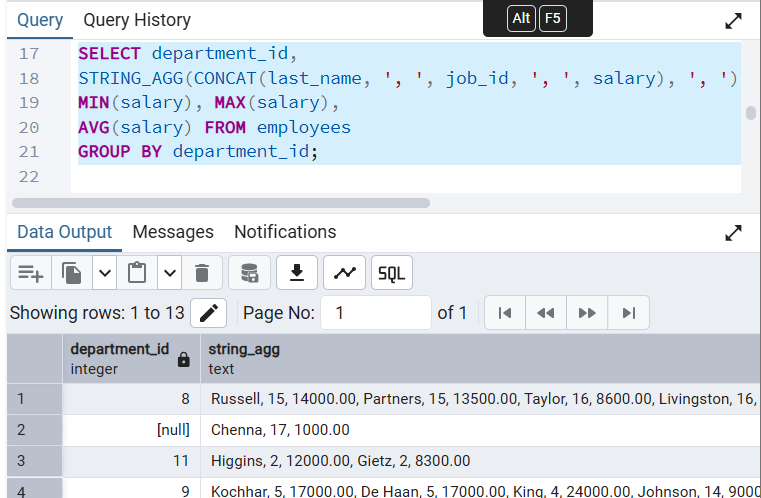 Query Query History Alt F5
17 SELECT department_id,
18 STRING_AGG(CONCAT(last_name, ', ', job_id, ', ', salary), ', ')
19 MIN(salary), MAX(salary),
20 AVG(salary) FROM employees
21 GROUP BY department_id;
22
Data Output Messages Notifications
SQL
Showing rows: 1 to 13 Page No: 1 of 1
department_id string_agg
integer text
1 8 Russell, 15, 14000.00, Partners, 15, 13500.00, Taylor, 16, 8600.00, Livingston, 16,
2 [null] Chenna, 17, 1000.00
3 11 Higgins, 2, 12000.00, Gietz, 2, 8300.00
4 9 Kochhar, 5, 17000.00, De Haan, 5, 17000.00, King, 4, 24000.00, Johnson, 14, 9000